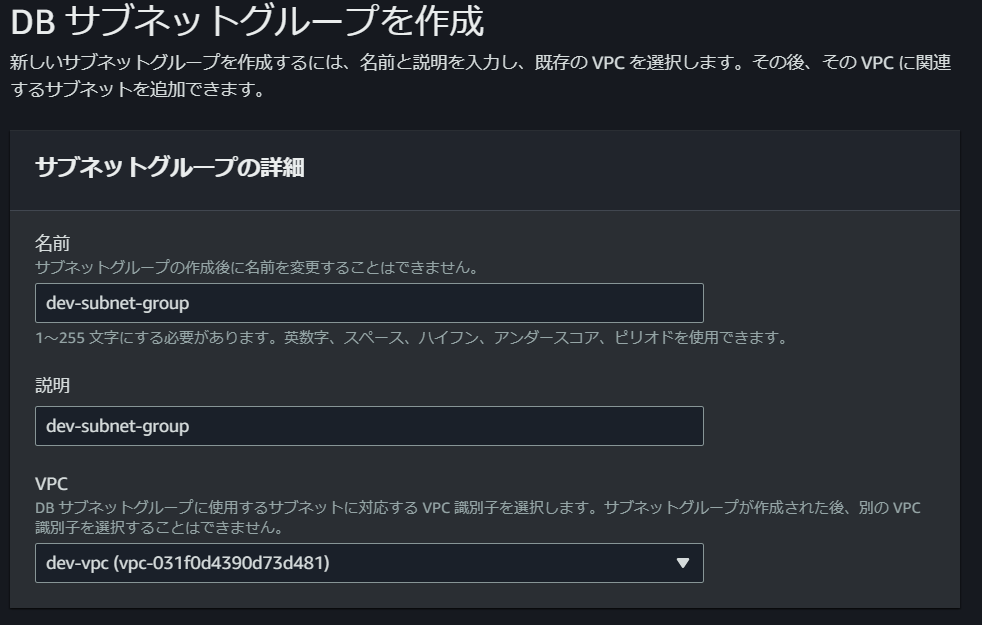 DB サブネットグループを作成
新しいサブネットグループを作成するには、名前と説明を入力し、既存の VPC を選択します。その後、その VPC に関連
するサブネットを追加できます。
サブネットグループの詳細
名前
サブネットグループの作成後に名前を変更することはできません。
dev-subnet-group
1～255 文字にする必要があります。英数字、スペース、ハイフン、アンダースコア、ピリオドを使用できます。
説明
dev-subnet-group
VPC
DB サブネットグループに使用するサブネットに対応する VPC 識別子を選択します。サブネットグループが作成された後、別の VPC
識別子を選択することはできません。
dev-vpc (vpc-031f0d4390d73d481)